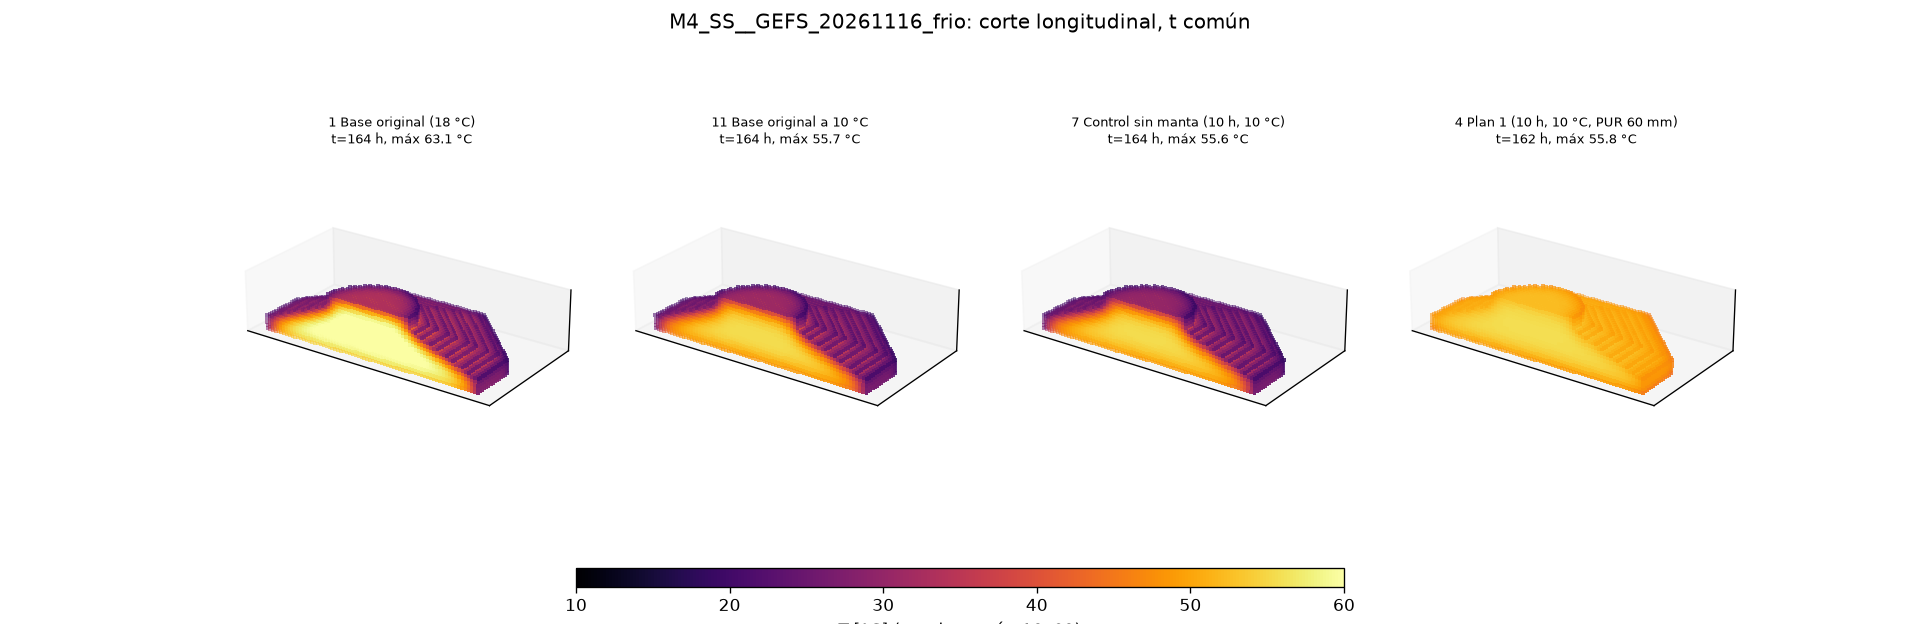 M4_SS__GEFS_20261116_frio: corte longitudinal, t común
1 Base original (18 °C)
t=164 h, máx 63.1 °C
11 Base original a 10 °C
t=164 h, máx 55.7 °C
7 Control sin manta (10 h, 10 °C)
t=164 h, máx 55.6 °C
4 Plan 1 (10 h, 10 °C, PUR 60 mm)
t=162 h, máx 55.8 °C
10 20 30 40 50 60